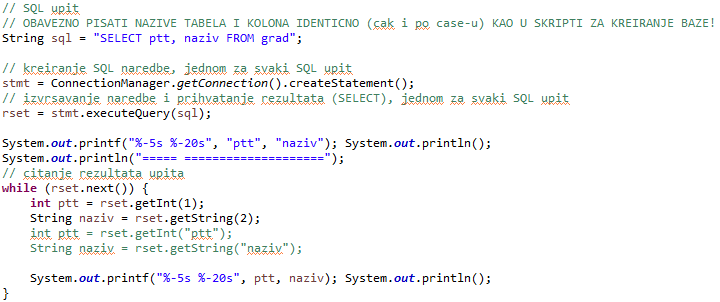 // SQL upit
// OBAVEZNO PISATI NAZIVE TABELA I KOLONA IDENTICNO (cak i po case-u) KAO U SKRIPTI ZA KREIRANJE BAZE!
String sql = "SELECT ptt, naziv FROM grad";
// kreiranje SQL naredbe, jednom za svaki SQL upit
stmt = ConnectionManager.getConnection().createStatement();
// izvrsavanje naredbe i prihvatanje rezultata (SELECT), jednom za svaki SQL upit
rset = stmt.executeQuery(sql);
System.out.printf("%-5s %-20s", "ptt", "naziv"); System.out.println();
System.out.println("===== ====================");
// citanje rezultata upita
while (rset.next()) {
int ptt = rset.getInt(1);
String naziv = rset.getString(2);
int ptt = rset.getInt("ptt");
String naziv = rset.getString("naziv");
System.out.printf("%-5s %-20s", ptt, naziv); System.out.println();
}